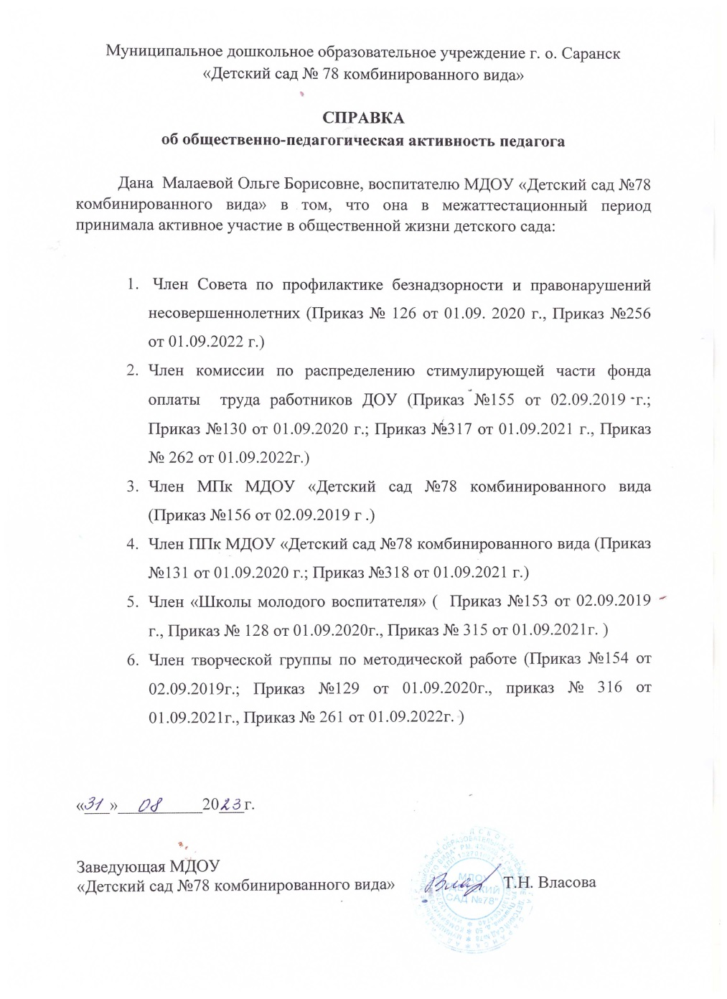 Муниципальное дошкольное образовательное учреждение г. о. Саранск
«Детский сад № 78 комбинированного вида»
СПРАВКА
об общественно-педагогическая активность педагога
Дана Малаевой Ольге Борисовне, воспитателю МДОУ «Детский сад №78
комбинированного вида» в том, что она в межаттестационный период
принимала активное участие в общественной жизни детского сада:
1. Член Совета по профилактике безнадзорности и правонарушений
несовершеннолетних (Приказ № 126 от 01.09. 2020 г., Приказ №256
от 01.09.2022 г.)
2. Член комиссии по распределению стимулирующей части фонда
оплаты труда работников ДОУ (Приказ №155 от 02.09.2019 г.;
Приказ №130 от 01.09.2020 г.; Приказ №317 от 01.09.2021 г., Приказ
№ 262 от 01.09.2022г.)
3. Член МПк МДОУ «Детский сад №78 комбинированного вида
(Приказ №156 от 02.09.2019 г .)
4. Член ППк МДОУ «Детский сад №78 комбинированного вида (Приказ
№131 от 01.09.2020 г.; Приказ №318 от 01.09.2021 г.)
5. Член «Школы молодого воспитателя» ( Приказ №153 от 02.09.2019
г., Приказ № 128 от 01.09.2020г., Приказ № 315 от 01.09.2021г. )
6. Член творческой группы по методической работе (Приказ №154 от
02.09.2019г.; Приказ №129 от 01.09.2020г., приказ № 316 от
01.09.2021г., Приказ № 261 от 01.09.2022г. )
«31» 08 2023г.
Заведующая МДОУ
«Детский сад №78 комбинированного вида» Т.Н. Власова
МДОУ
"ДЕТСКИЙ
САД №78"